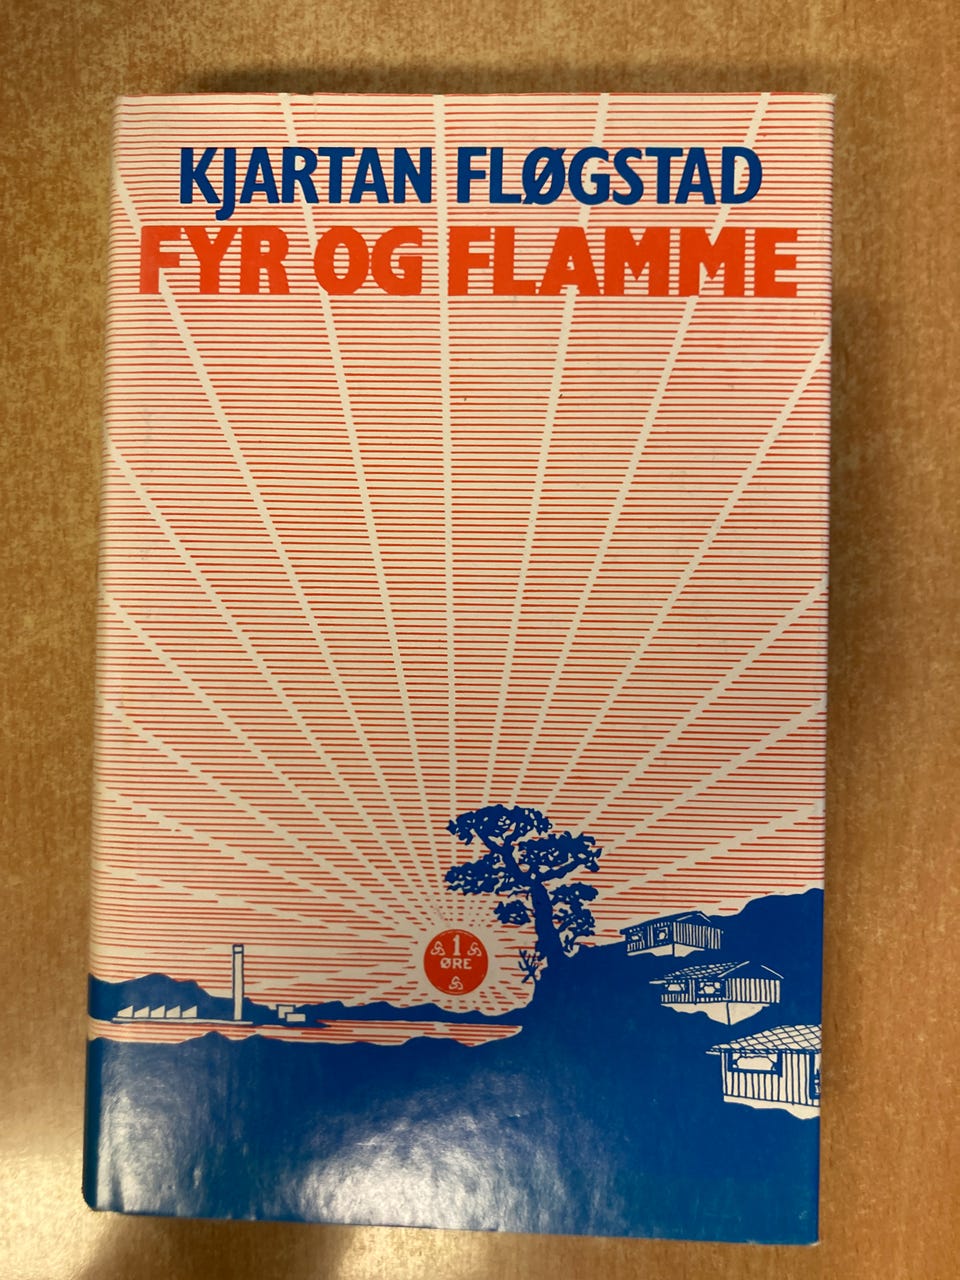 KJARTAN FLØGSTAD
FYR OG FLAMME
1
ØRE